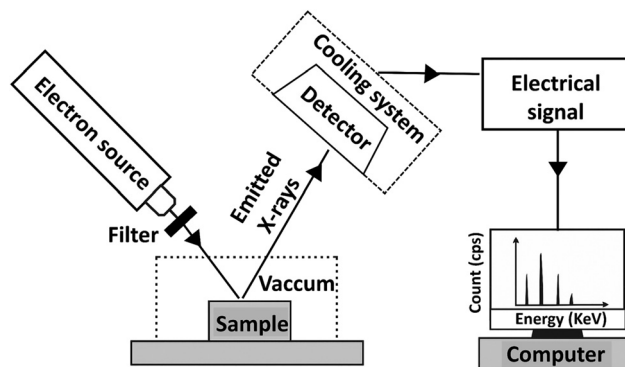 Electron source
Filter
Cooling system
Detector
Emitted
X-rays
Vaccum
Sample
Electrical
signal
Count (cps)
Energy (KeV)
Computer